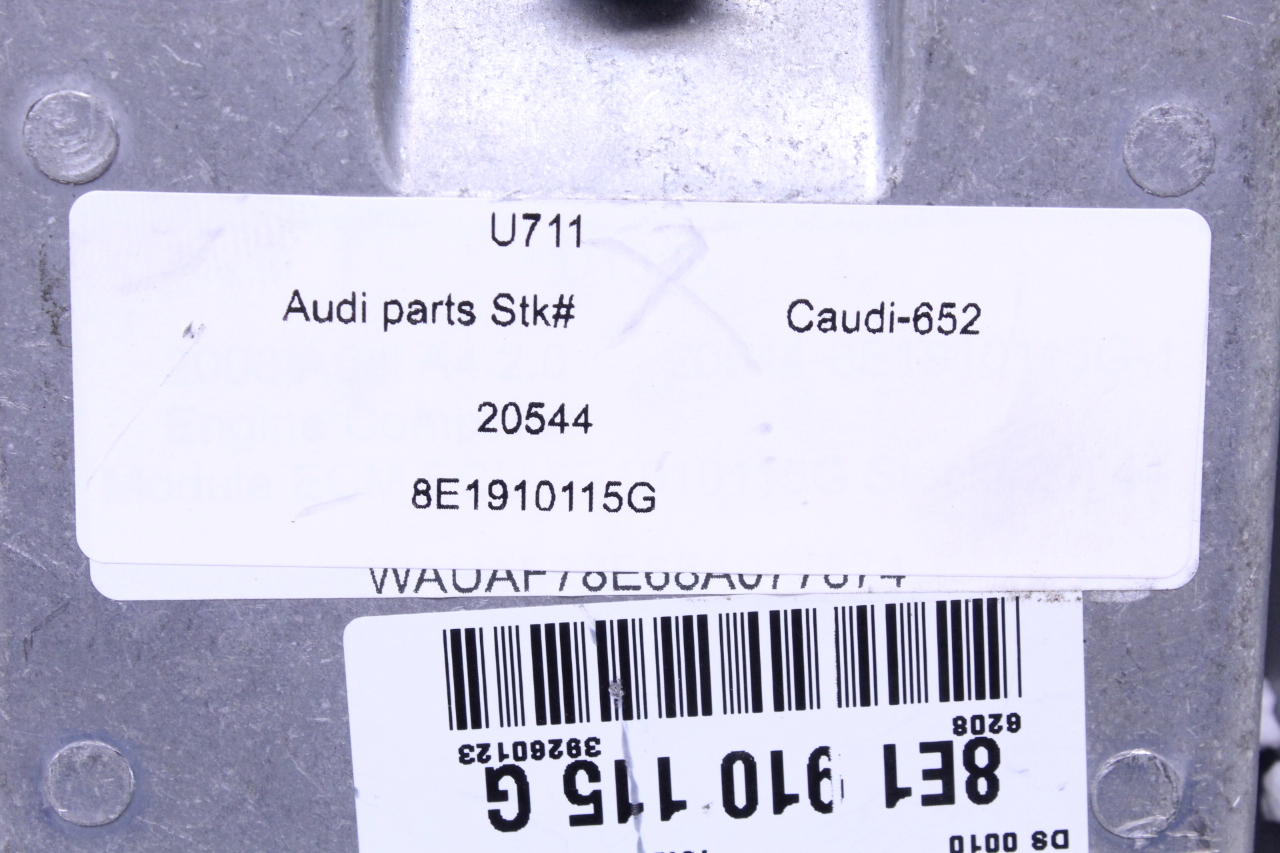 U711
Audi parts Stk# Caudi-652
20544
8E1910115G
6208 39260123
8E1 910 115 G
DS 0010